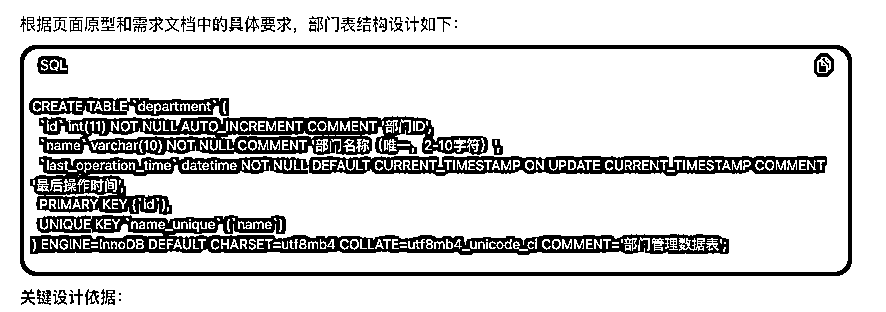 根据页面原型和需求文档中的具体要求，部门表结构设计如下：
SQL
CREATE TABLE `department` (
`id` int(11) NOT NULL AUTO_INCREMENT COMMENT '部门ID',
`name` varchar(10) NOT NULL COMMENT '部门名称（唯一，2-10字符）',
`last_operation_time` datetime NOT NULL DEFAULT CURRENT_TIMESTAMP ON UPDATE CURRENT_TIMESTAMP COMMENT
'最后操作时间',
PRIMARY KEY (`id`),
UNIQUE KEY `name_unique` (`name`)
) ENGINE=InnoDB DEFAULT CHARSET=utf8mb4 COLLATE=utf8mb4_unicode_ci COMMENT='部门管理数据表';
关键设计依据：